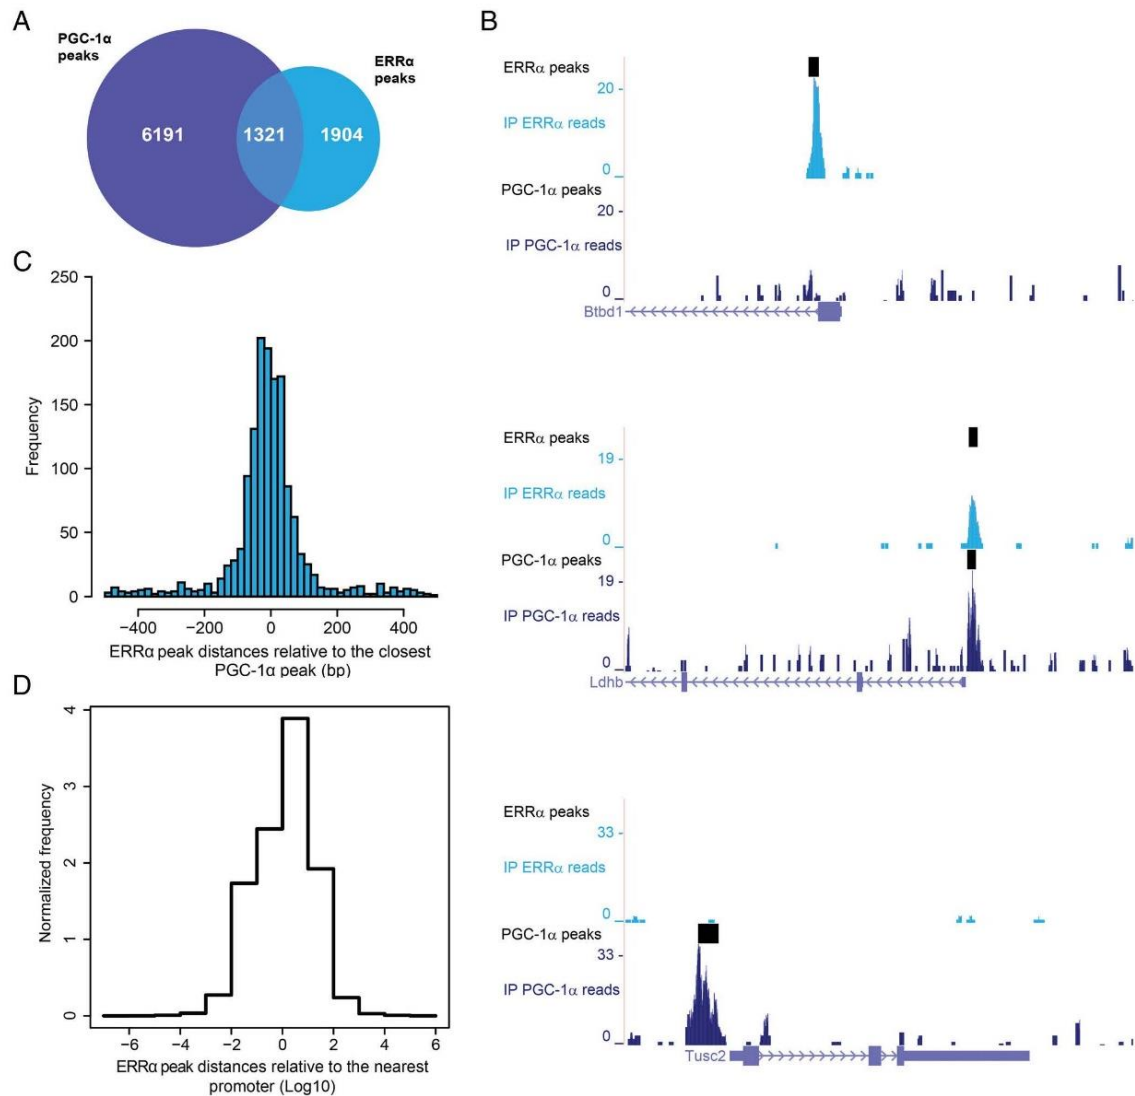 A
PGC-1α
peaks
ERRα
peaks
6191
1321
1904
B
ERRα peaks
20
IP ERRα reads
0
PGC-1α peaks
20
IP PGC-1α reads
0
Btbd1
ERRα peaks
19
IP ERRα reads
0
PGC-1α peaks
19
IP PGC-1α reads
0
Ldhb
ERRα peaks
33
IP ERRα reads
0
PGC-1α peaks
33
IP PGC-1α reads
0
Tusc2
C
250
200
150
100
50
0
Frequency
−400 −200 0 200 400
ERRα peak distances relative to the closest
PGC-1α peak (bp)
D
4
3
2
1
0
Normalized frequency
−6 −4 −2 0 2 4 6
ERRα peak distances relative to the nearest
promoter (Log10)